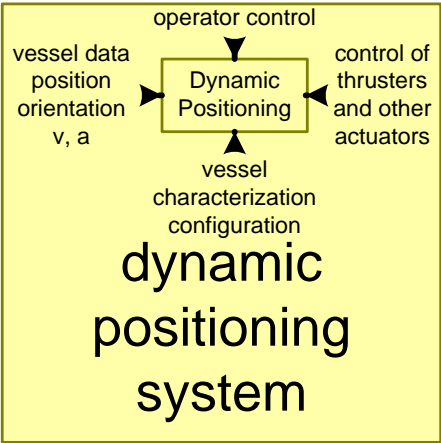 operator control
vessel data
position
orientation
v, a
Dynamic
Positioning
control of
thrusters
and other
actuators
vessel
characterization
configuration
dynamic
positioning
system